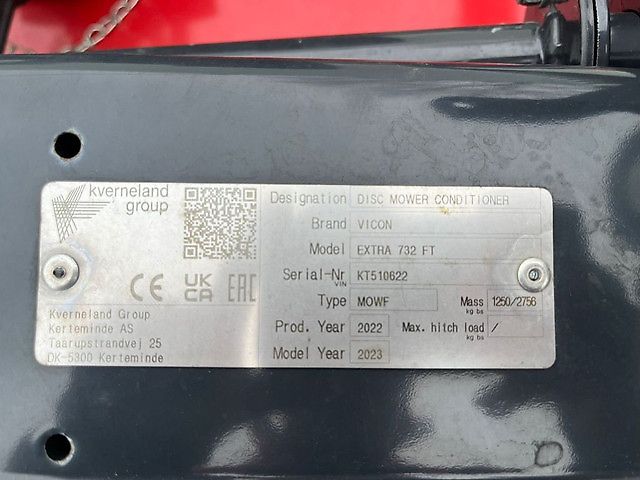 kverneland
group
CE UK CA EAC
Kverneland Group
Kerteminde AS
Taarupstrandvej 25
DK-5300 Kerteminde
Designation DISC MOWER CONDITIONER
Brand VICON
Model EXTRA 732 FT
Serial-Nr KT510622
VIN
Type MOWF Mass 1250/2756
kg lbs
Prod. Year 2022 Max. hitch load /
kg lbs
Model Year 2023